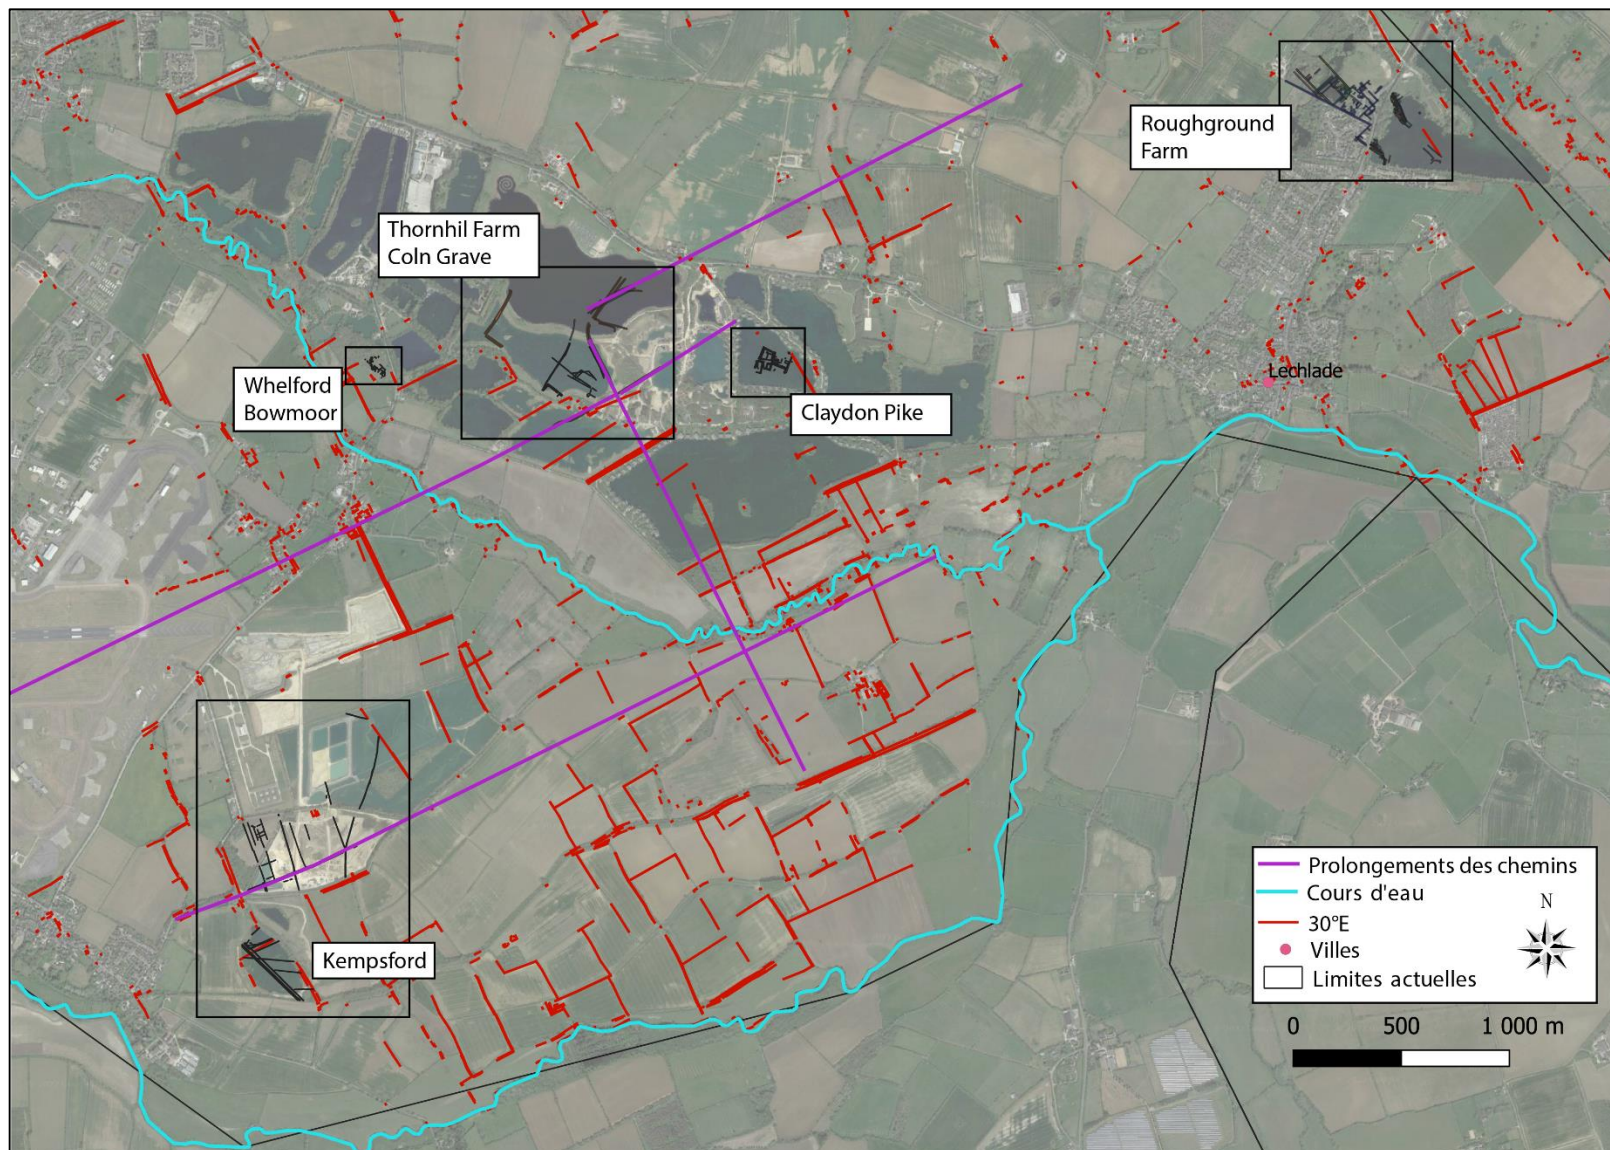 Roughground
Farm
Thornhil Farm
Coln Grave
Whelford
Bowmoor
Lechlade
Claydon Pike
Kempsford
Prolongements des chemins
Cours d'eau
30°E
Villes
Limites actuelles
N
0 500 1 000 m